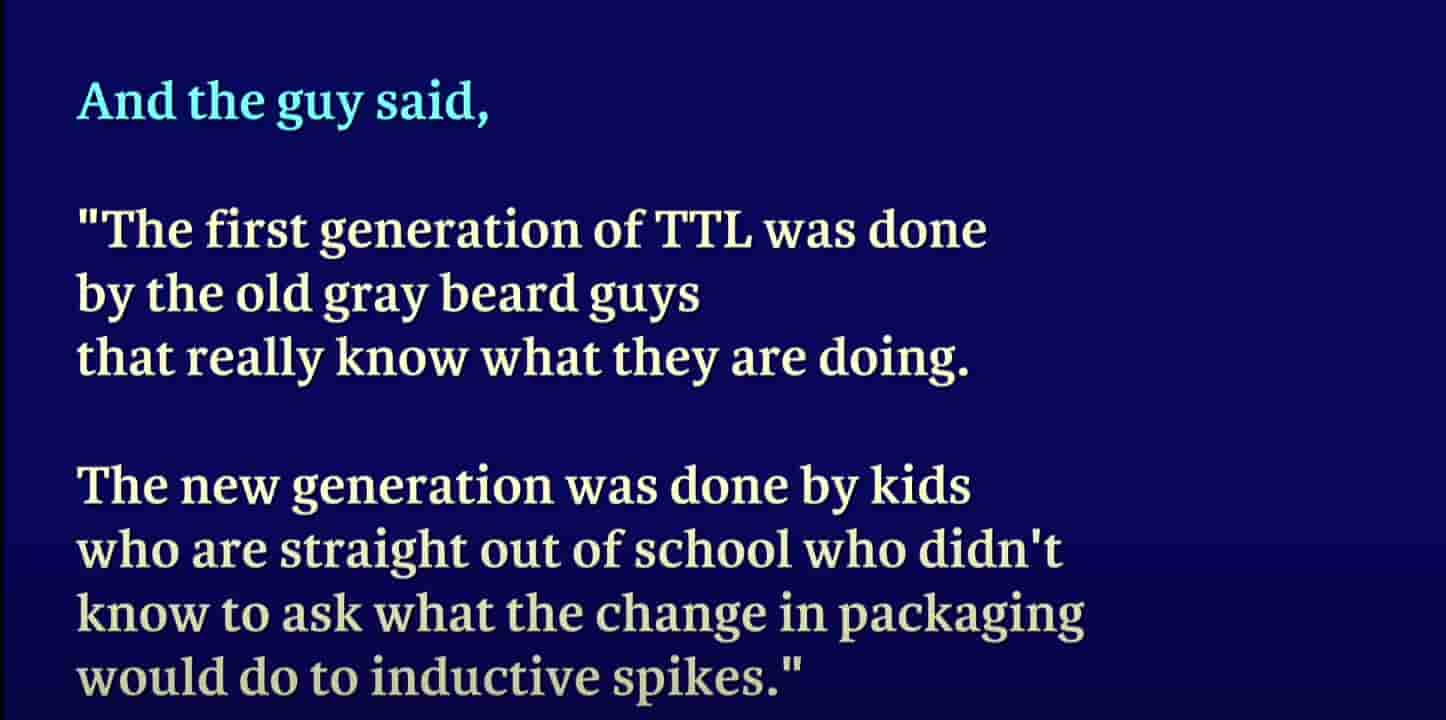 And the guy said,
"The first generation of TTL was done
by the old gray beard guys
that really know what they are doing.
The new generation was done by kids
who are straight out of school who didn't
know to ask what the change in packaging
would do to inductive spikes."